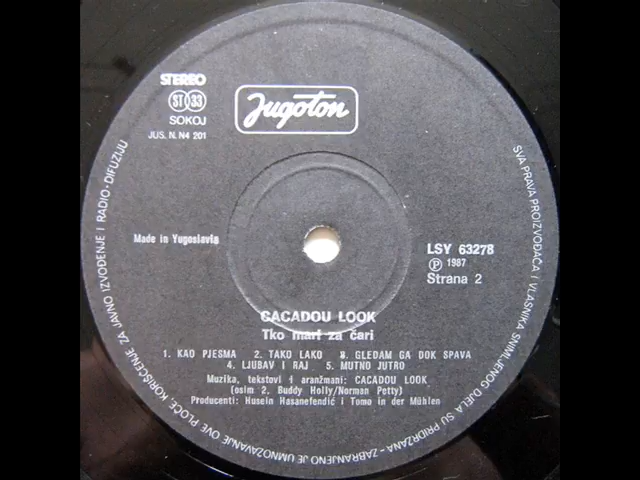 STEREO
ST 33
SOKOJ
JUS. N. N4 201
Jugoton
Made in Yugoslavia
LSY 63278
Ⓟ 1987
Strana 2
CACADOU LOOK
Tko mari za čari
1. KAO PJESMA 2. TAKO LAKO 3. GLEDAM GA DOK SPAVA
4. LJUBAV I RAJ 5. MUTNO JUTRO
Muzika, tekstovi i aranžmani: CACADOU LOOK
(osim 2. Buddy Holly/Norman Petty)
Producenti: Husein Hasanefendić i Tomo in der Mühlen
SVA PRAVA PROIZVOĐAČA I VLASNIKA SNIMLJENOG DJELA SU PRIDRŽANA - ZABRANJENO JE UMNOŽAVANJE OVE PLOČE, KORIŠĆENJE ZA JAVNO IZVOĐENJE I RADIO-DIFUZIJU